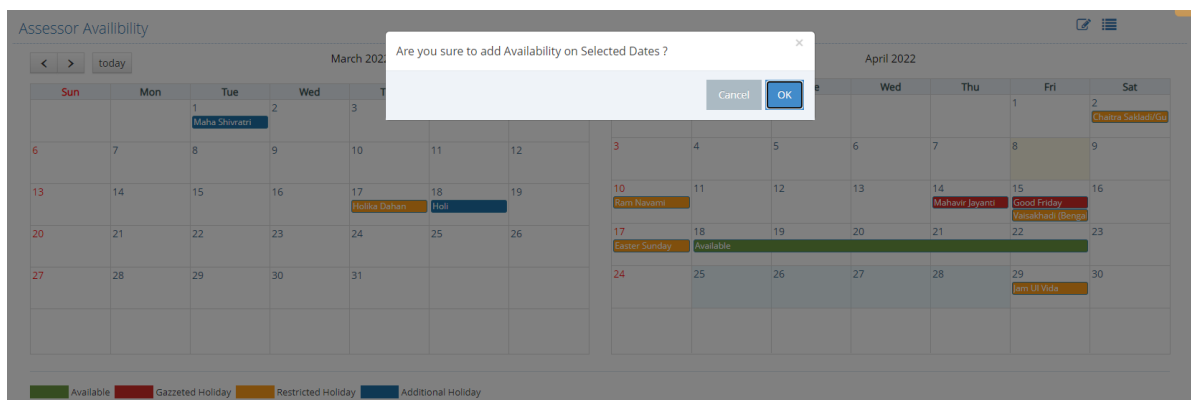 Assessor Availibility
Are you sure to add Availability on Selected Dates ?
×
Cancel OK
< > today
March 202
Sun Mon Tue Wed T
1 2 3
Maha Shivratri
6 7 8 9 10 11 12
13 14 15 16 17 18 19
Holika Dahan Holi
20 21 22 23 24 25 26
27 28 29 30 31
April 2022
e Wed Thu Fri Sat
1 2
Chaitra Sakladi/Gu
3 4 5 6 7 8 9
10 11 12 13 14 15 16
Ram Navami Mahavir Jayanti Good Friday
Vaisakhadi (Benga
17 18 19 20 21 22 23
Easter Sunday Available
24 25 26 27 28 29 30
Jam Ul Vida
Available Gazzeted Holiday Restricted Holiday Additional Holiday